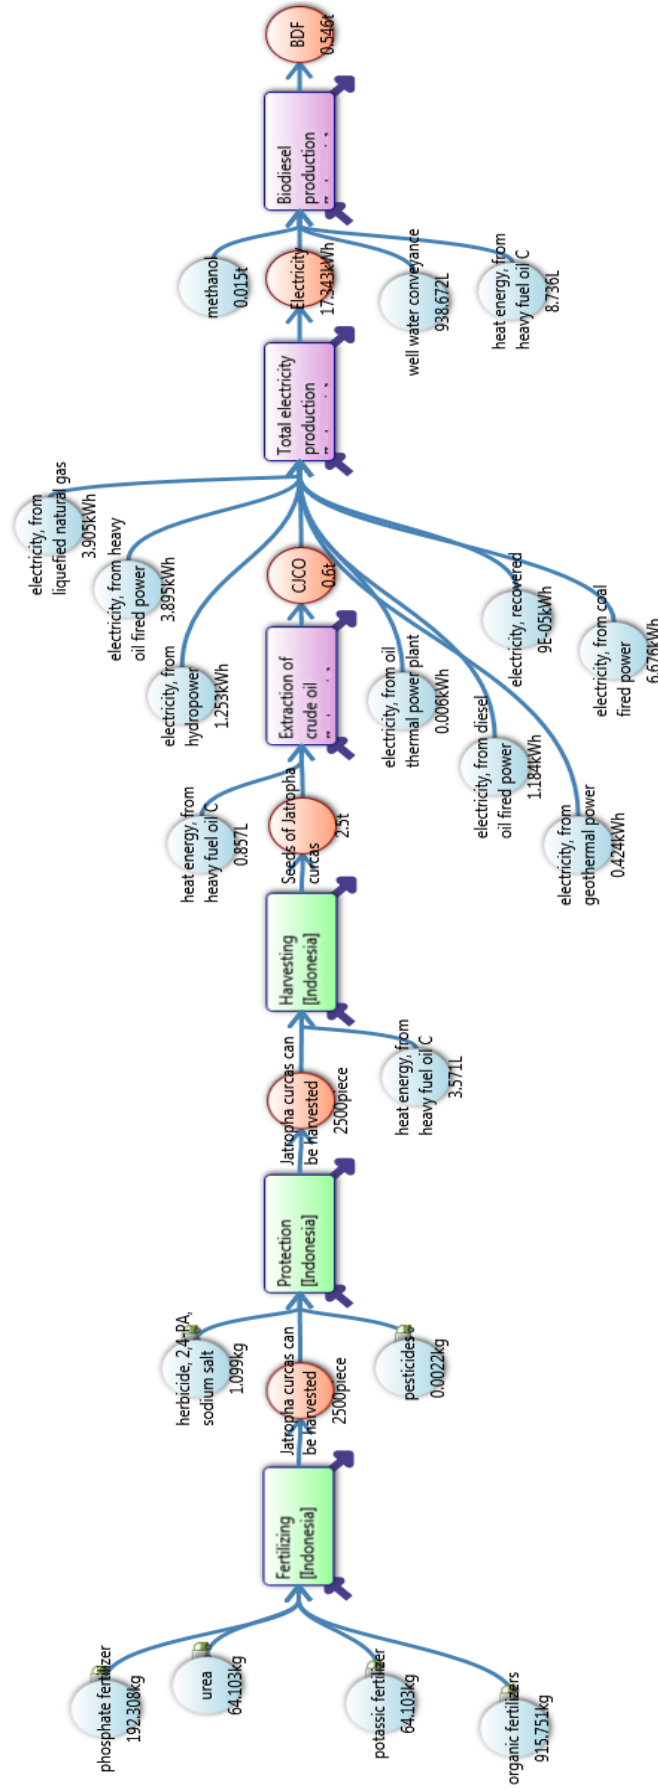 phosphate fertilizer
192.308kg
urea
64.103kg
potassic fertilizer
64.103kg
organic fertilizers
915.751kg
Fertilizing
[Indonesia]
Jatropha curcas can
be harvested
2500piece
herbicide, 2,4-PA,
sodium salt
1.099kg
pesticides
0.0022kg
Protection
[Indonesia]
Jatropha curcas can
be harvested
2500piece
heat energy, from
heavy fuel oil C
3.571L
Harvesting
[Indonesia]
Seeds of Jatropha
curcas
2.5t
heat energy, from
heavy fuel oil C
0.857L
Extraction of
crude oil
CJCO
0.6t
electricity, from
liquefied natural gas
3.905kWh
electricity, from heavy
oil fired power
3.895kWh
electricity, from
hydropower
1.253kWh
electricity, from oil
thermal power plant
0.006kWh
electricity, from diesel
oil fired power
1.184kWh
electricity, from
geothermal power
0.424kWh
electricity, recovered
9E-05kWh
electricity, from coal
fired power
6.676kWh
Total electricity
production
Electricity
17.343kWh
methanol
0.015t
well water conveyance
938.672L
heat energy, from
heavy fuel oil C
8.736L
Biodiesel
production
BDF
0.546t